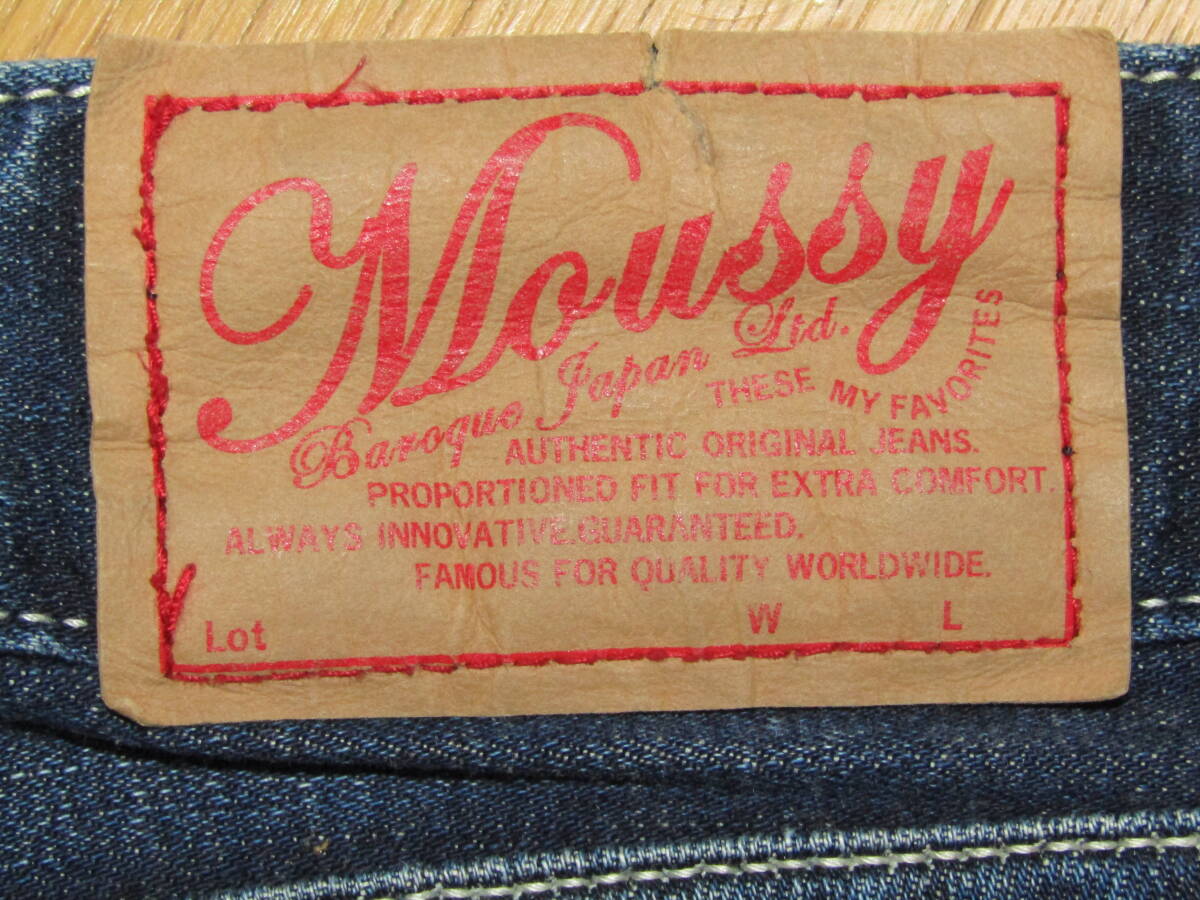 Moussy
Baroque Japan Ltd.
THESE MY FAVORITES
AUTHENTIC ORIGINAL JEANS.
PROPORTIONED FIT FOR EXTRA COMFORT.
ALWAYS INNOVATIVE.GUARANTEED.
FAMOUS FOR QUALITY WORLDWIDE.
Lot W L